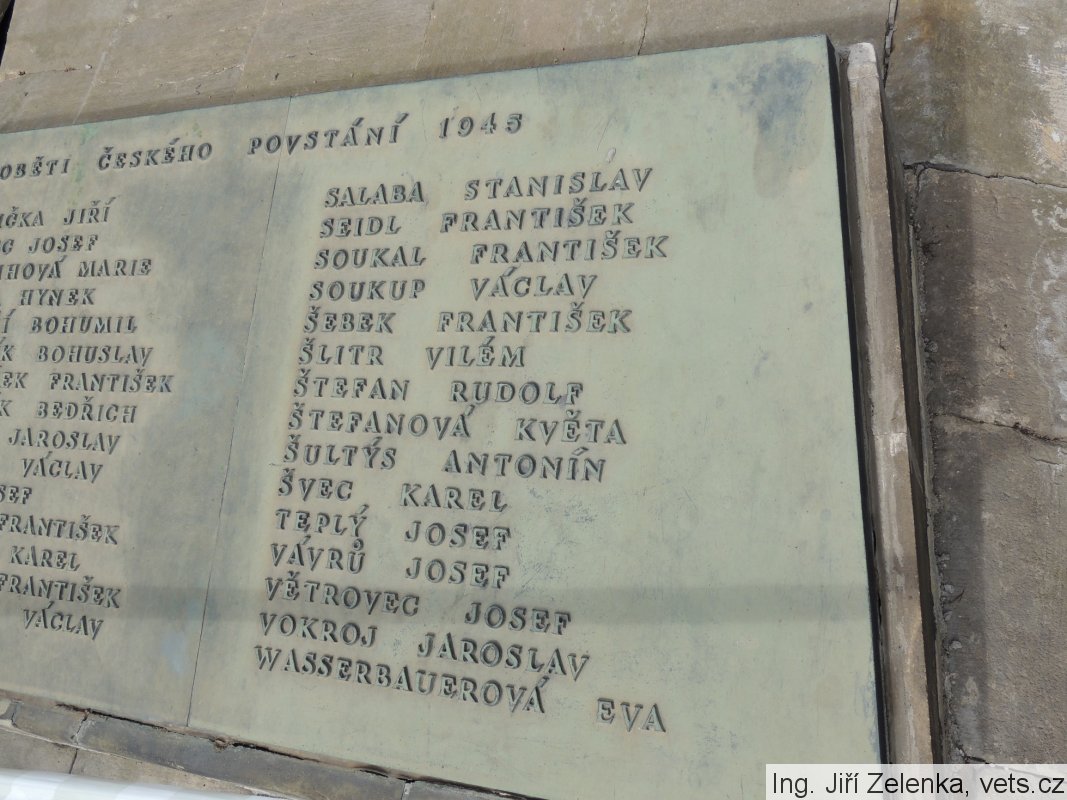 OBĚTI ČESKÉHO POVSTÁNÍ 1945
JIŘÍ
JOSEF
MARIE
HYNEK
BOHUMIL
BOHUSLAV
FRANTIŠEK
BEDŘICH
JAROSLAV
VÁCLAV
FRANTIŠEK
KAREL
FRANTIŠEK
VÁCLAV
SALABA STANISLAV
SEIDL FRANTIŠEK
SOUKAL FRANTIŠEK
SOUKUP VÁCLAV
ŠEBEK FRANTIŠEK
ŠLITR VILÉM
ŠTEFAN RUDOLF
ŠTEFANOVÁ KVĚTA
ŠULTÝS ANTONÍN
ŠVEC KAREL
TEPLÝ JOSEF
VÁVRŮ JOSEF
VĚTROVEC JOSEF
VOKROJ JAROSLAV
WASSERBAUEROVÁ EVA
Ing. Jiří Zelenka, vets.cz